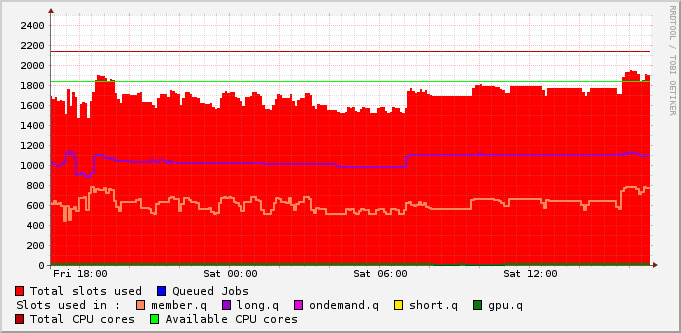 2400
2200
2000
1800
1600
1400
1200
1000
800
600
400
200
0
Fri 18:00 Sat 00:00 Sat 06:00 Sat 12:00
RRDTOOL / TOBI OETIKER
Total slots used Queued Jobs
Slots used in : member.q long.q ondemand.q short.q gpu.q
Total CPU cores Available CPU cores